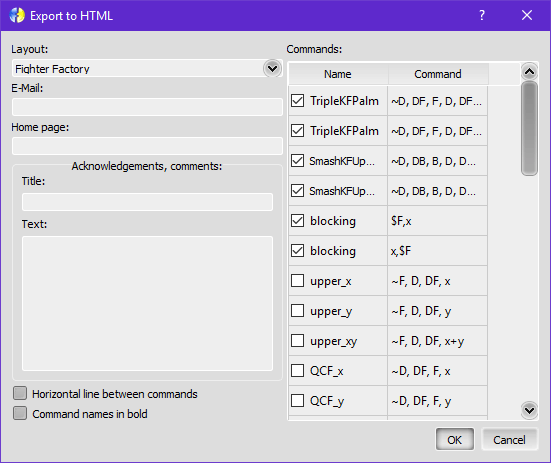 Export to HTML
Layout:
Fighter Factory
E-Mail:
Home page:
Acknowledgements, comments:
Title:
Text:
Horizontal line between commands
Command names in bold
Commands:
Name Command
TripleKFPalm ~D, DF, F, D, DF...
TripleKFPalm ~D, DF, F, D, DF...
SmashKFUp... ~D, DB, B, D, D...
SmashKFUp... ~D, DB, B, D, D...
blocking $F,x
blocking x,$F
upper_x ~F, D, DF, x
upper_y ~F, D, DF, y
upper_xy ~F, D, DF, x+y
QCF_x ~D, DF, F, x
QCF_y ~D, DF, F, y
OK Cancel